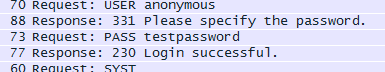 70 Request: USER anonymous
88 Response: 331 Please specify the password.
73 Request: PASS testpassword
77 Response: 230 Login successful.
60 Request: SYST